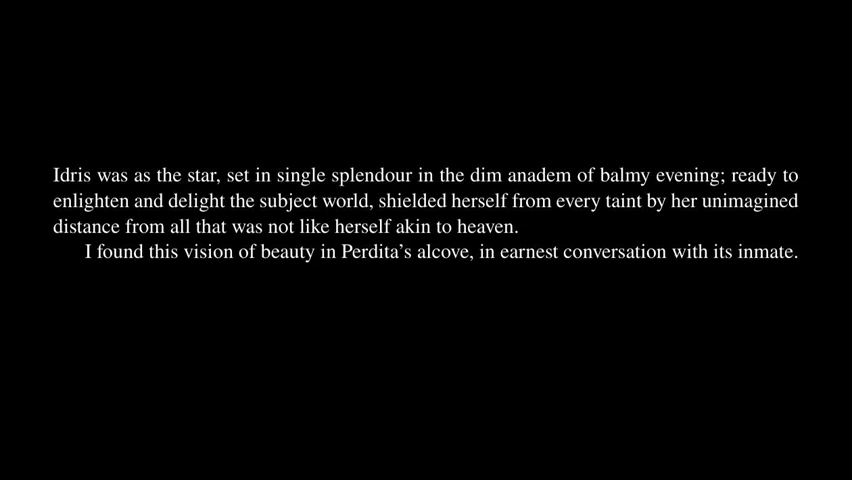 Idris was as the star, set in single splendour in the dim anadem of balmy evening; ready to
enlighten and delight the subject world, shielded herself from every taint by her unimagined
distance from all that was not like herself akin to heaven.
I found this vision of beauty in Perdita’s alcove, in earnest conversation with its inmate.